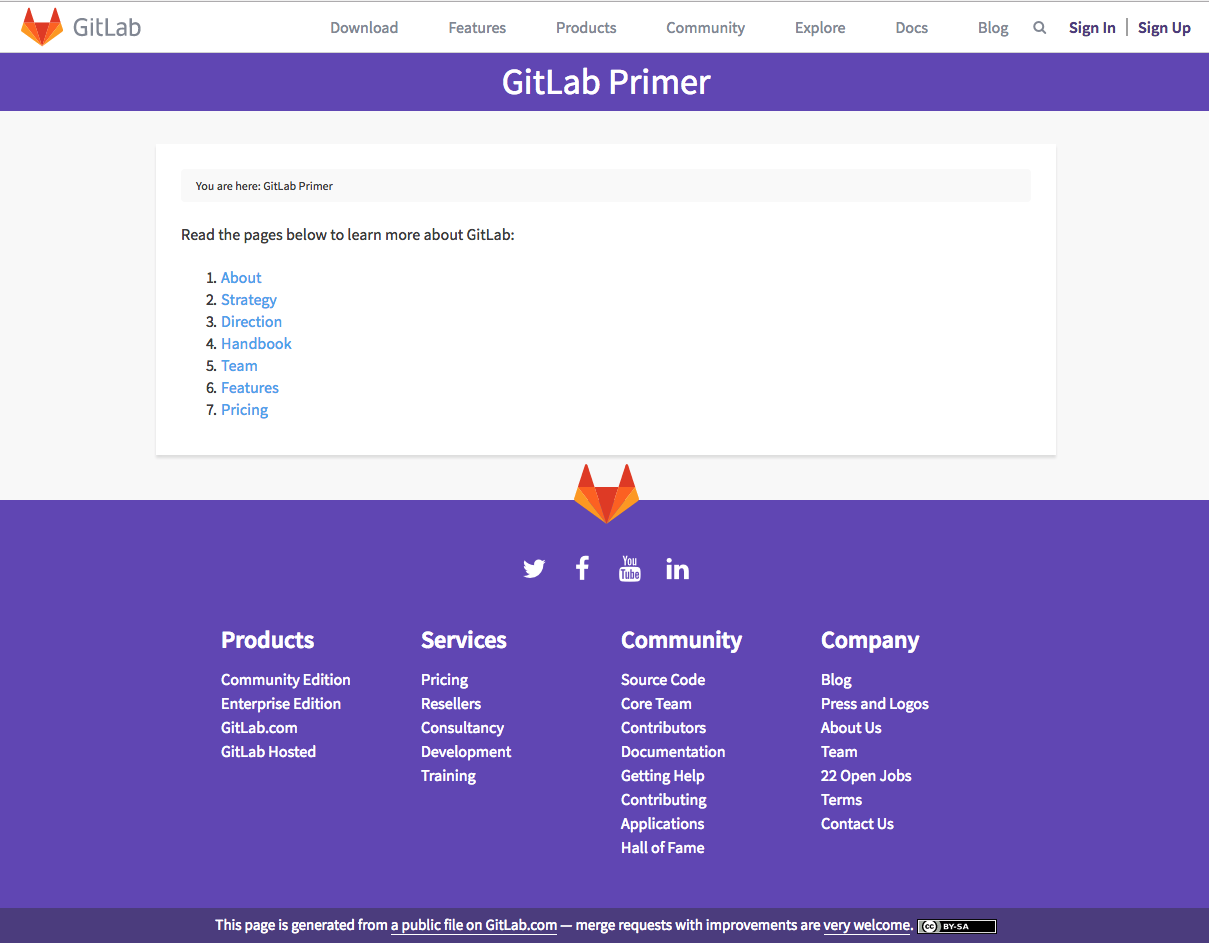 GitLab Download Features Products Community Explore Docs Blog Sign In Sign Up
GitLab Primer
You are here: GitLab Primer
Read the pages below to learn more about GitLab:
1. About
2. Strategy
3. Direction
4. Handbook
5. Team
6. Features
7. Pricing
You Tube in
Products
Community Edition
Enterprise Edition
GitLab.com
GitLab Hosted
Services
Pricing
Resellers
Consultancy
Development
Training
Community
Source Code
Core Team
Contributors
Documentation
Getting Help
Contributing
Applications
Hall of Fame
Company
Blog
Press and Logos
About Us
Team
22 Open Jobs
Terms
Contact Us
This page is generated from a public file on GitLab.com — merge requests with improvements are very welcome. cc BY-SA